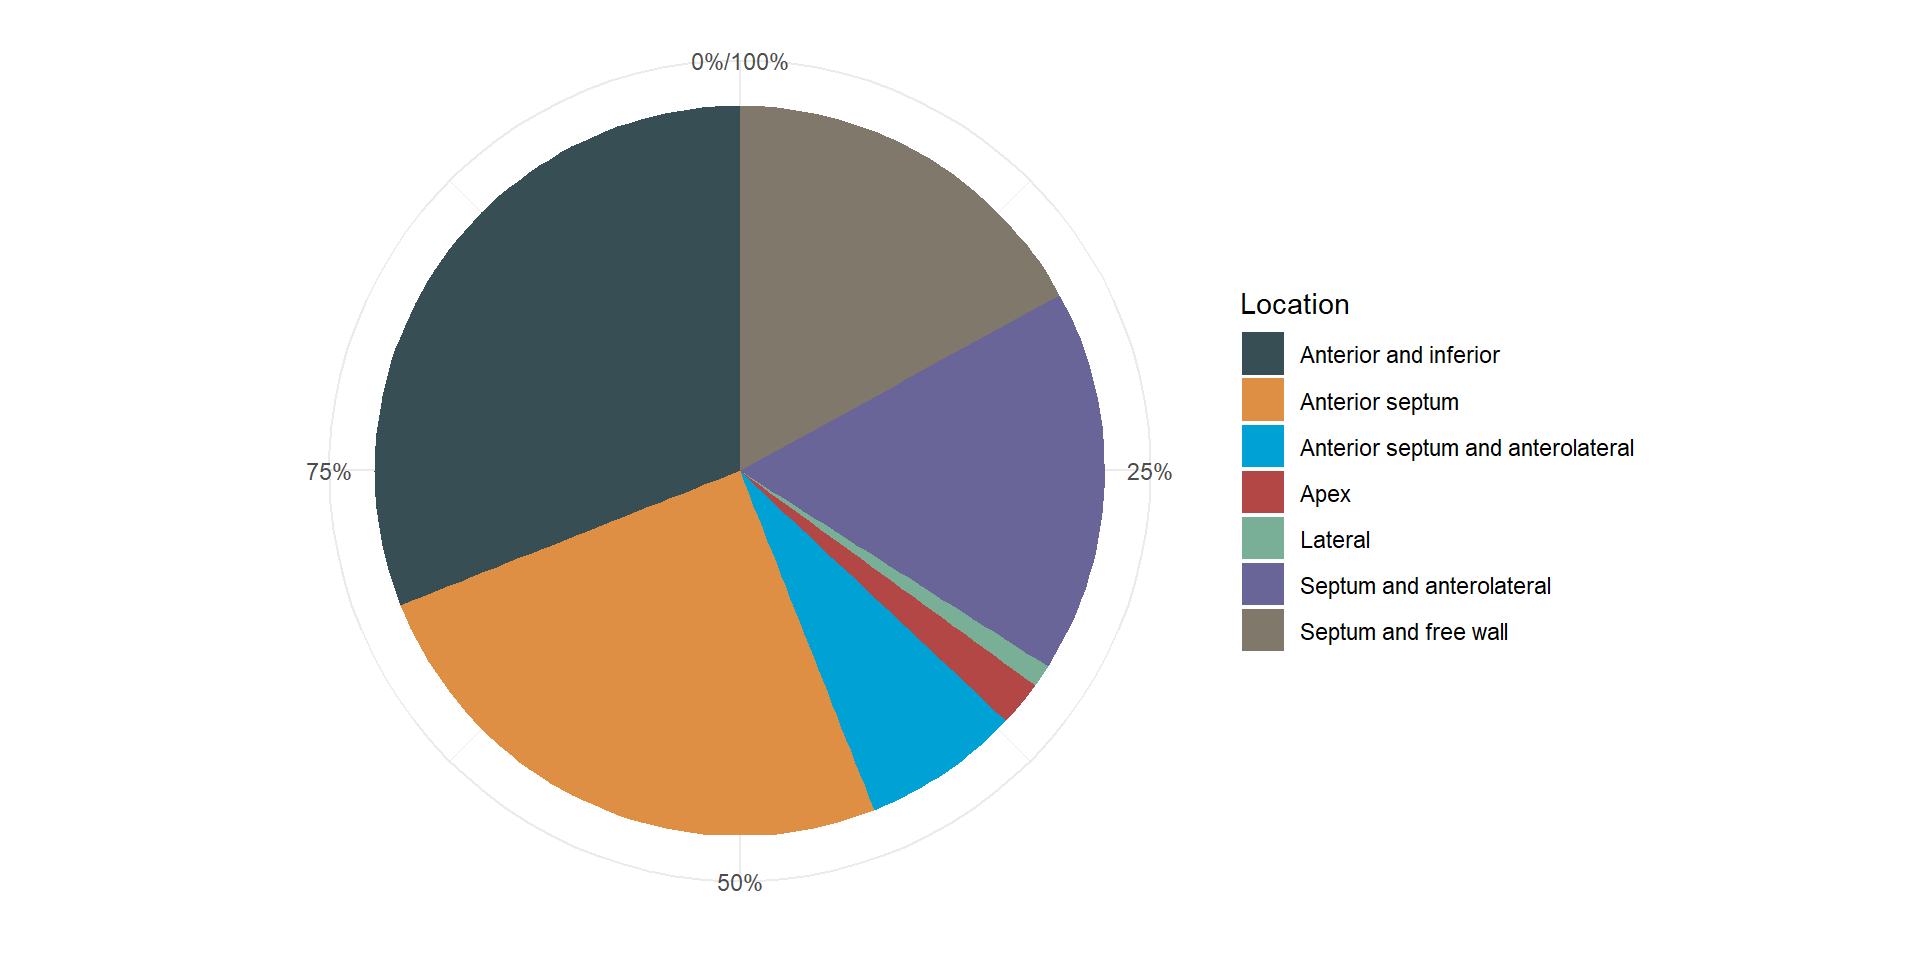 0%/100%
75%
25%
50%
Location
Anterior and inferior
Anterior septum
Anterior septum and anterolateral
Apex
Lateral
Septum and anterolateral
Septum and free wall